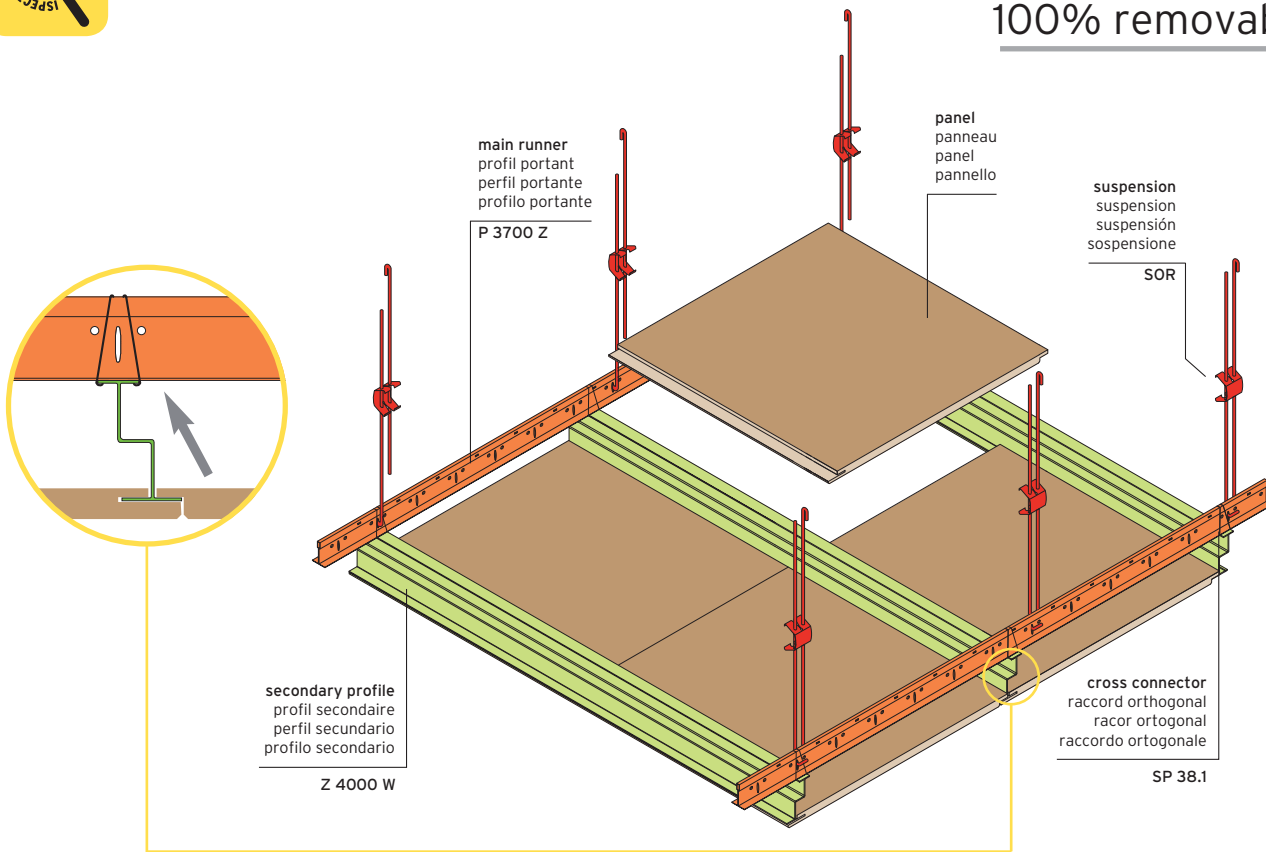 100% removab
main runner
profil portant
perfil portante
profilo portante
P 3700 Z
panel
panneau
panel
pannello
suspension
suspension
suspensión
sospensione
SOR
secondary profile
profil secondaire
perfil secundario
profilo secondario
Z 4000 W
cross connector
raccord orthogonal
racor ortogonal
raccordo ortogonale
SP 38.1